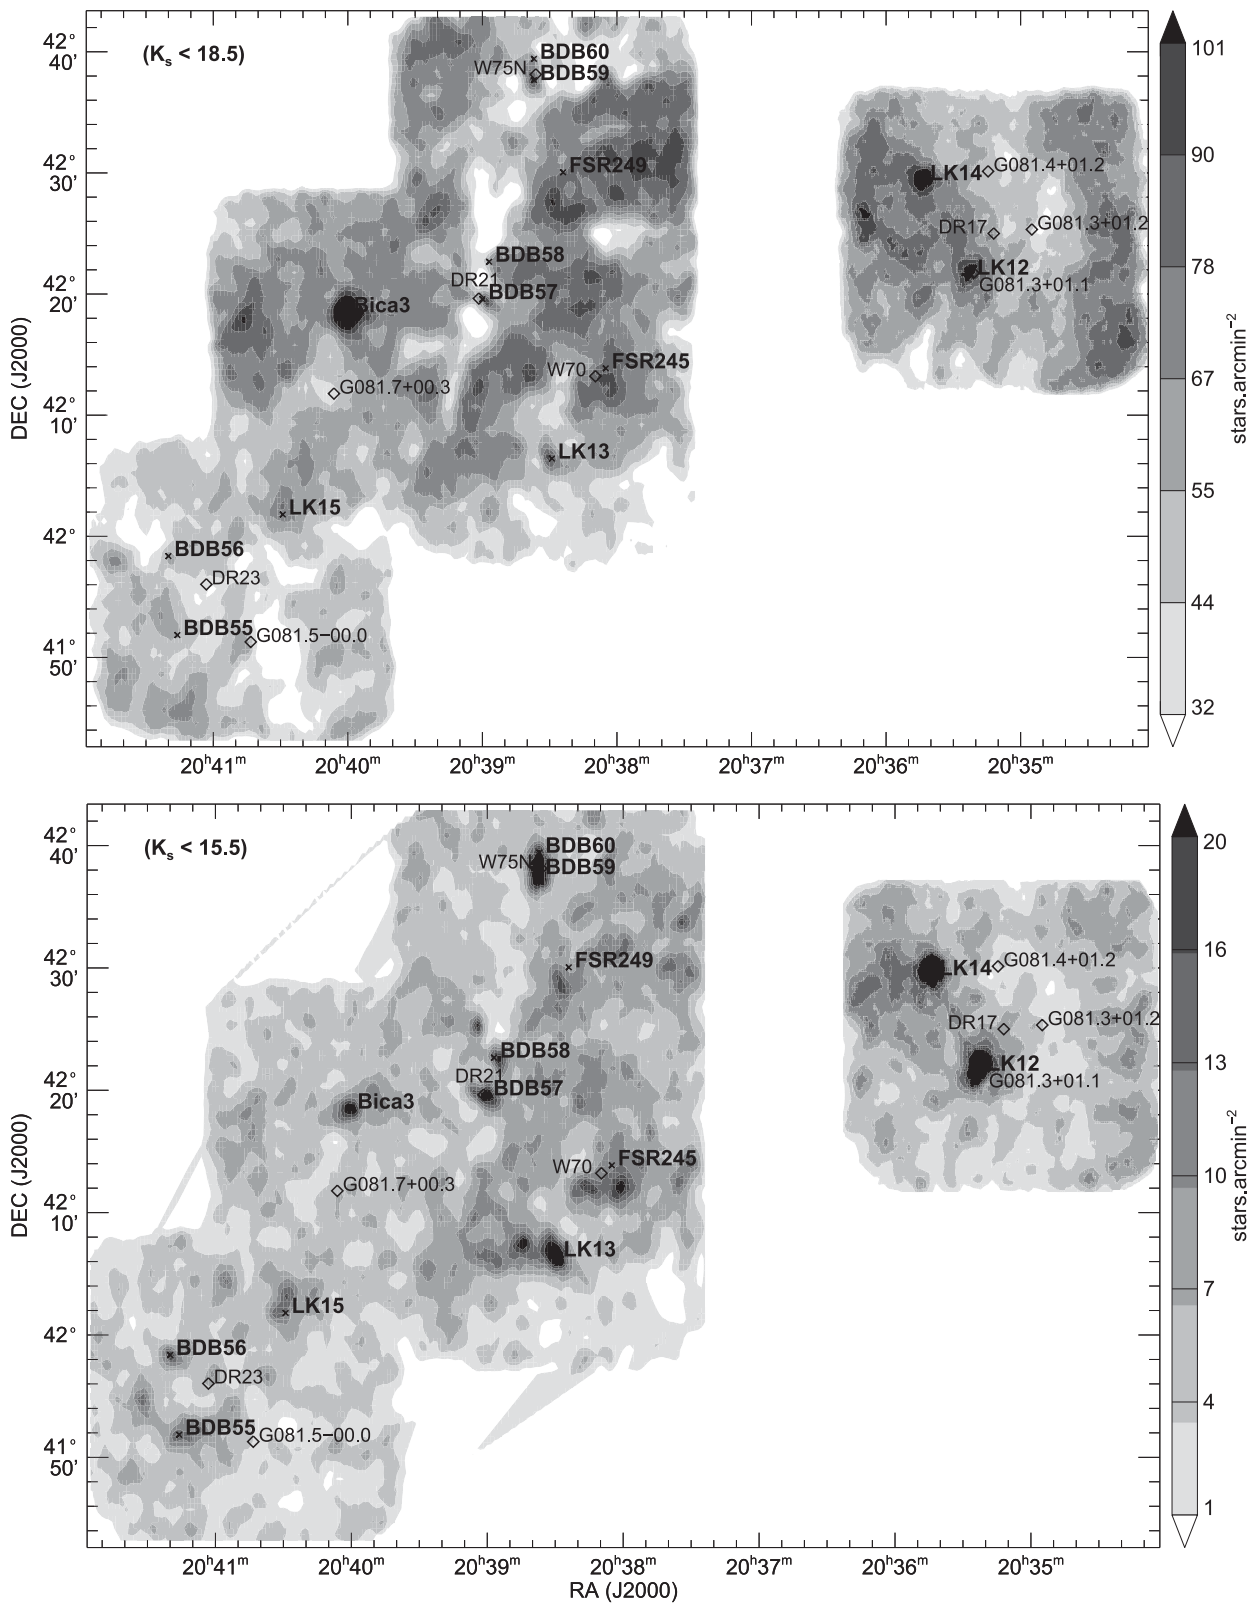 (Ks < 18.5)
BDB60
W75N
BDB59
FSR249
BDB58
DR21
BDB57
Bica3
W70
FSR245
G081.7+00.3
LK13
LK15
BDB56
DR23
BDB55
G081.5−00.0
LK14
G081.4+01.2
DR17
G081.3+01.2
LK12
G081.3+01.1
42° 40'
42° 30'
42° 20'
42° 10'
42°
41° 50'
DEC (J2000)
20h41m 20h40m 20h39m 20h38m 20h37m 20h36m 20h35m
101
90
78
67
55
44
32
stars.arcmin−2
(Ks < 15.5)
BDB60
W75N
BDB59
FSR249
BDB58
DR21
BDB57
Bica3
W70
FSR245
G081.7+00.3
LK13
LK15
BDB56
DR23
BDB55
G081.5−00.0
LK14
G081.4+01.2
DR17
G081.3+01.2
LK12
G081.3+01.1
42° 40'
42° 30'
42° 20'
42° 10'
42°
41° 50'
DEC (J2000)
20h41m 20h40m 20h39m 20h38m 20h37m 20h36m 20h35m
RA (J2000)
20
16
13
10
7
4
1
stars.arcmin−2